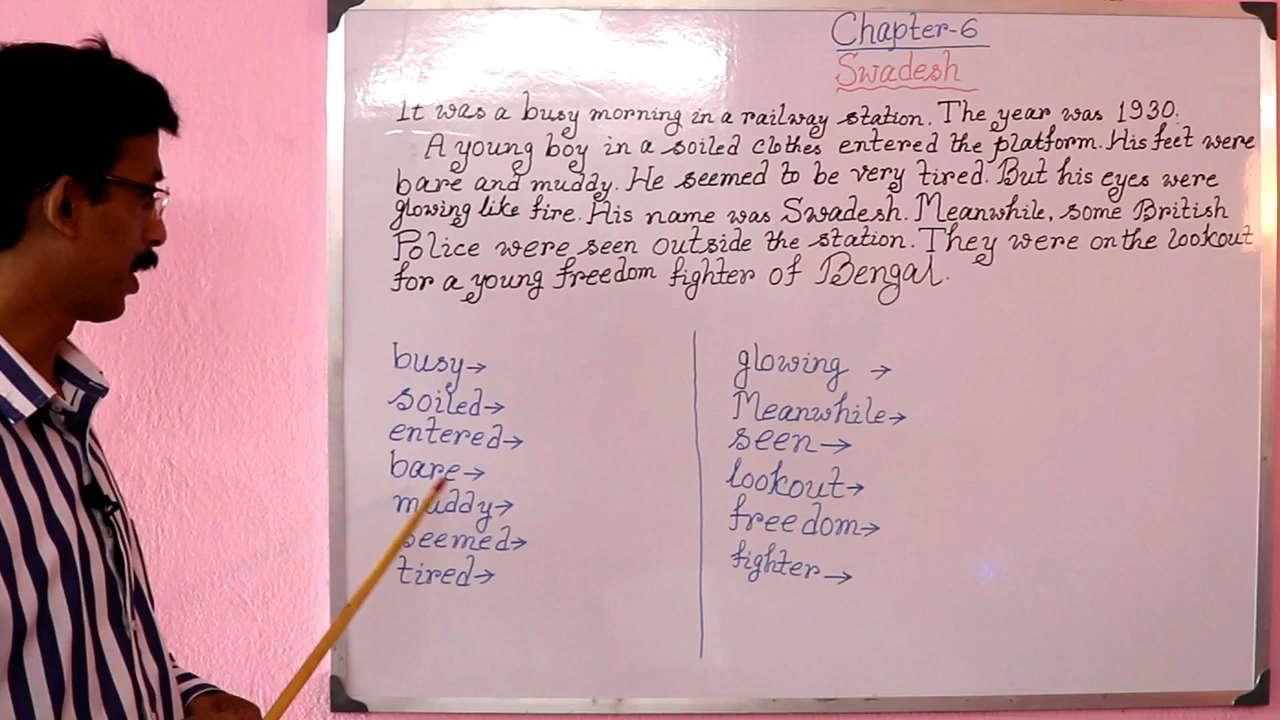 Chapter-6
Swadesh
It was a busy morning in a railway station. The year was 1930.
A young boy in a soiled clothes entered the platform. His feet were
bare and muddy. He seemed to be very tired. But his eyes were
glowing like fire. His name was Swadesh. Meanwhile, some British
Police were seen outside the station. They were on the lookout
for a young freedom fighter of Bengal.
busy→
soiled→
entered→
bare→
muddy→
seemed→
tired→
glowing →
Meanwhile→
seen→
lookout→
freedom→
fighter→